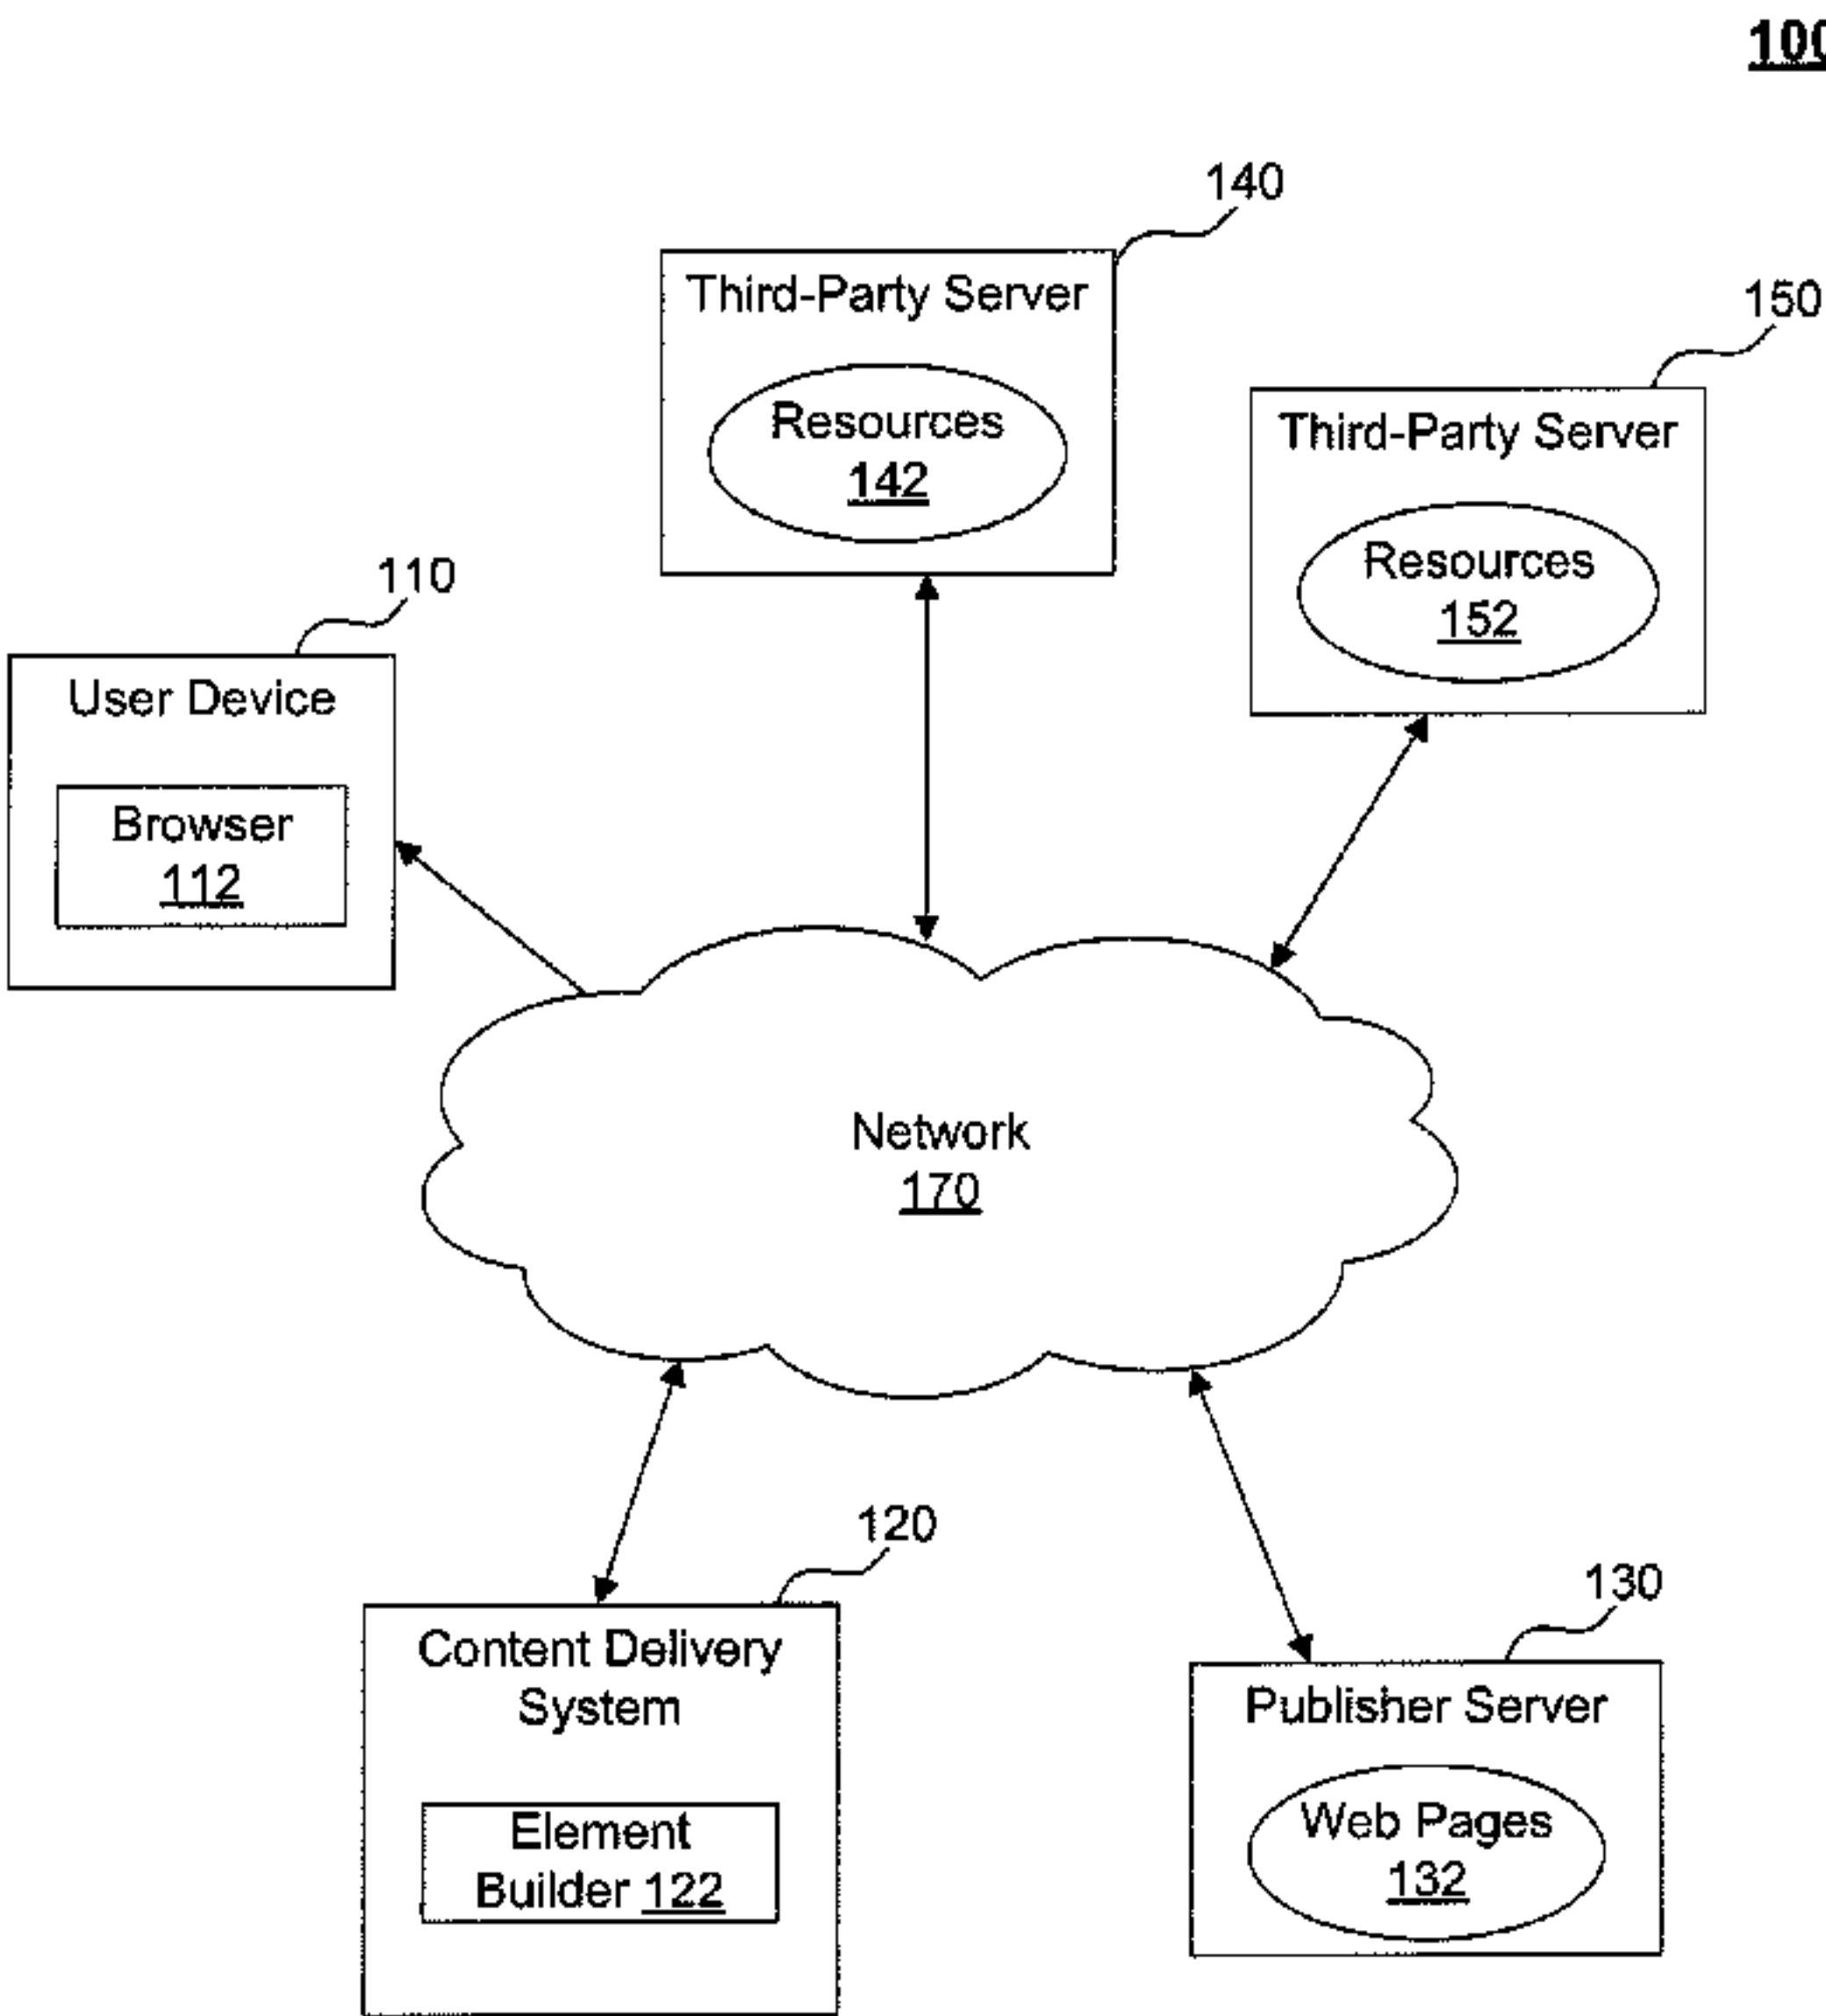 100
140
Third-Party Server
Resources
142
150
Third-Party Server
Resources
152
110
User Device
Browser
112
Network
170
120
Content Delivery
System
Element
Builder 122
130
Publisher Server
Web Pages
132